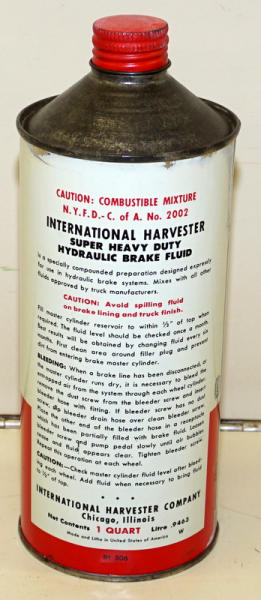 CAUTION: COMBUSTIBLE MIXTURE
N.Y.F.D.- C. of A. No. 2002
INTERNATIONAL HARVESTER
SUPER HEAVY DUTY
HYDRAULIC BRAKE FLUID
is a specially compounded preparation designed expressly
for use in hydraulic brake systems. Mixes with all other
fluids approved by truck manufacturers.
CAUTION: Avoid spilling fluid
on brake lining and truck finish.
Fill master cylinder reservoir to within ½" of top when
required. The fluid level should be checked once a month.
Best results will be obtained by changing fluid every
months. First clean area around filler plug and prevent
dirt from entering brake master cylinder.
BLEEDING: When a brake line has been disconnected, or
the master cylinder runs dry, it is necessary to bleed the
trapped air from the system through each wheel cylinder.
Remove the dust screw from the bleeder screw and
bleeder hose with fitting. If bleeder screw has no dust
screw, slip bleeder drain hose over clean bleeder screw.
Place other end of the bleeder hose in a receptacle
which has been partially filled with brake fluid. Loosen
bleeder screw and pump pedal slowly until air bubbles
cease and fluid appears clear. Tighten bleeder screw.
Repeat this operation at each wheel.
CAUTION:—Check master cylinder fluid level after bleed-
ing each wheel. Add fluid when necessary to bring fluid
½" of top.
INTERNATIONAL HARVESTER COMPANY
Chicago, Illinois
Net Contents 1 QUART Litre .9463
Made and Litho in United States of America W